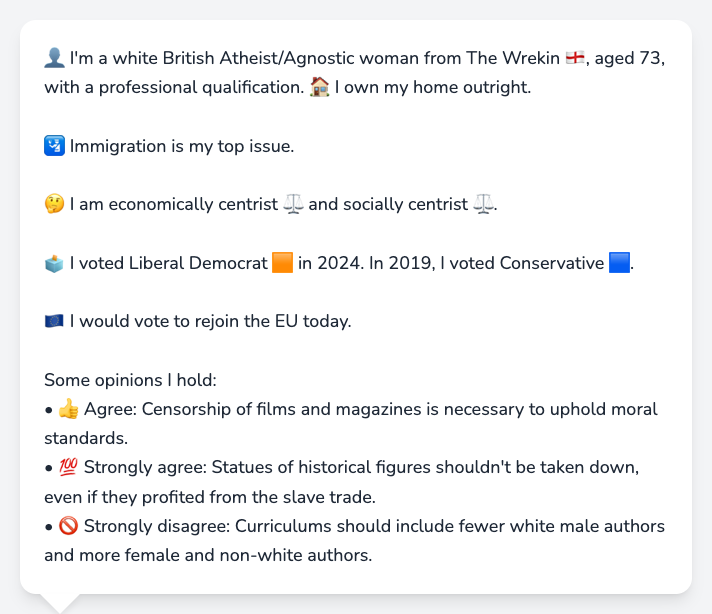 👤 I'm a white British Atheist/Agnostic woman from The Wrekin 🏴󠁧󠁢󠁥󠁮󠁧󠁿, aged 73,
with a professional qualification. 🏠 I own my home outright.
🛂 Immigration is my top issue.
🤔 I am economically centrist ⚖️ and socially centrist ⚖️.
🗳️ I voted Liberal Democrat 🟧 in 2024. In 2019, I voted Conservative 🟦.
🇪🇺 I would vote to rejoin the EU today.
Some opinions I hold:
• 👍 Agree: Censorship of films and magazines is necessary to uphold moral
standards.
• 💯 Strongly agree: Statues of historical figures shouldn't be taken down,
even if they profited from the slave trade.
• 🚫 Strongly disagree: Curriculums should include fewer white male authors
and more female and non-white authors.